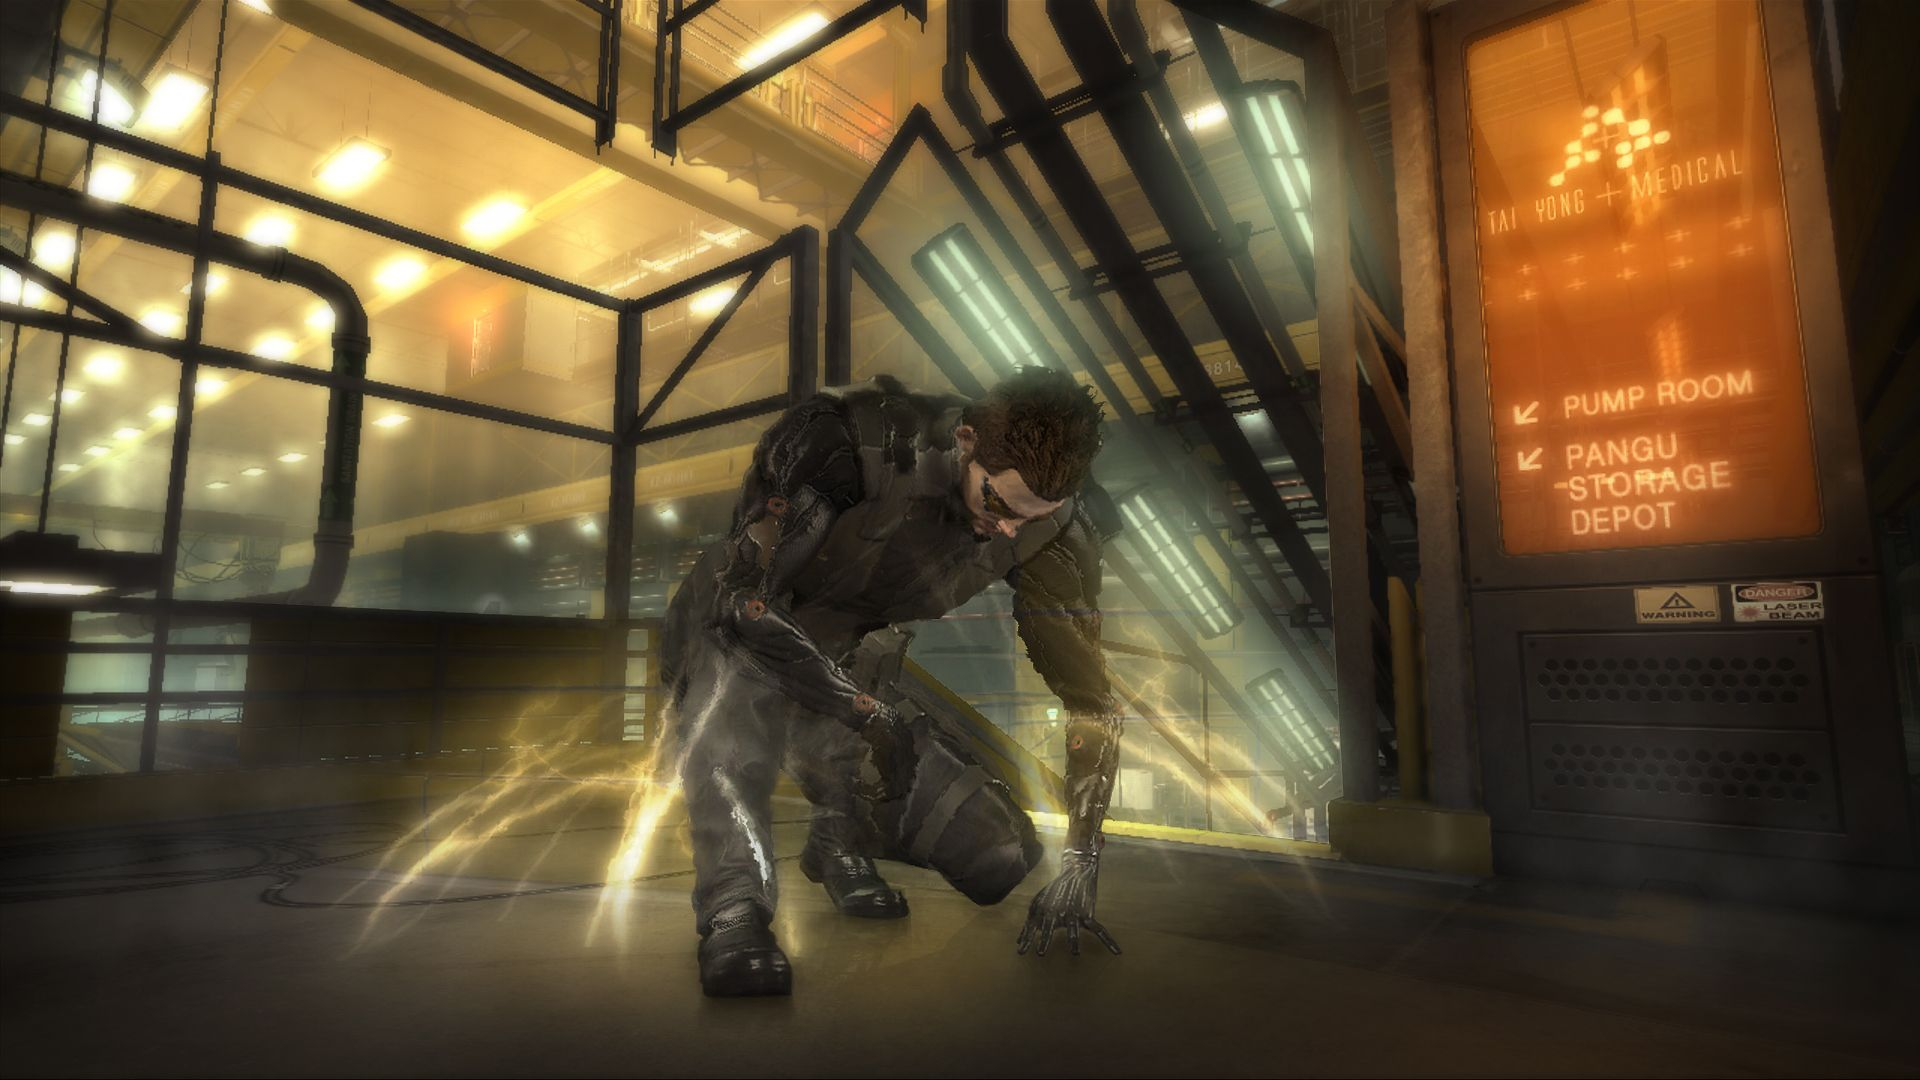 TAI YONG + MEDICAL
PUMP ROOM
PANGU
STORAGE
DEPOT
WARNING
DANGER
LASER
BEAM